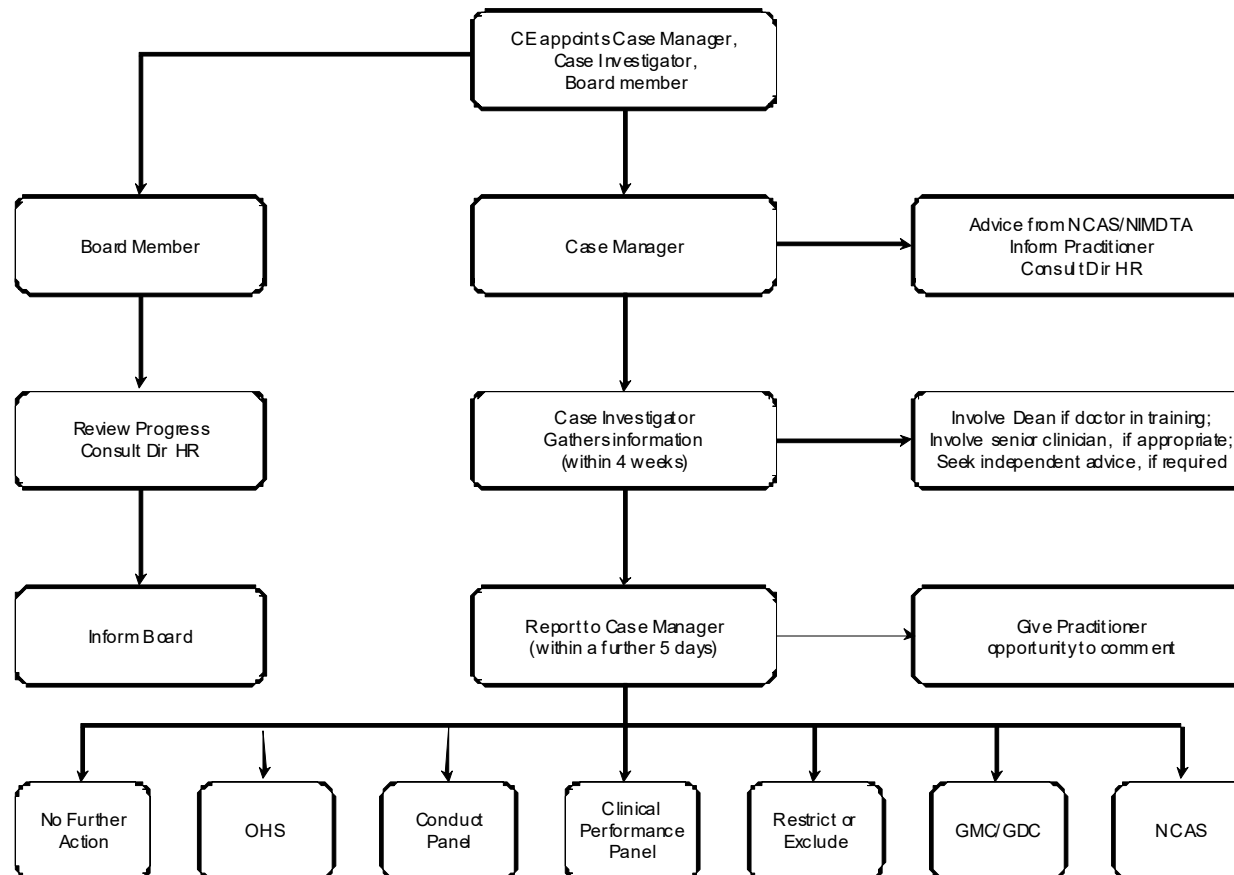 CE appoints Case Manager,
Case Investigator,
Board member
Board Member
Case Manager
Advice from NCAS/NIMDTA
Inform Practitioner
Consult Dir HR
Review Progress
Consult Dir HR
Case Investigator
Gathers information
(within 4 weeks)
Involve Dean if doctor in training;
Involve senior clinician, if appropriate;
Seek independent advice, if required
Inform Board
Report to Case Manager
(within a further 5 days)
Give Practitioner
opportunity to comment
No Further
Action
OHS
Conduct
Panel
Clinical
Performance
Panel
Restrict or
Exclude
GMC/GDC
NCAS